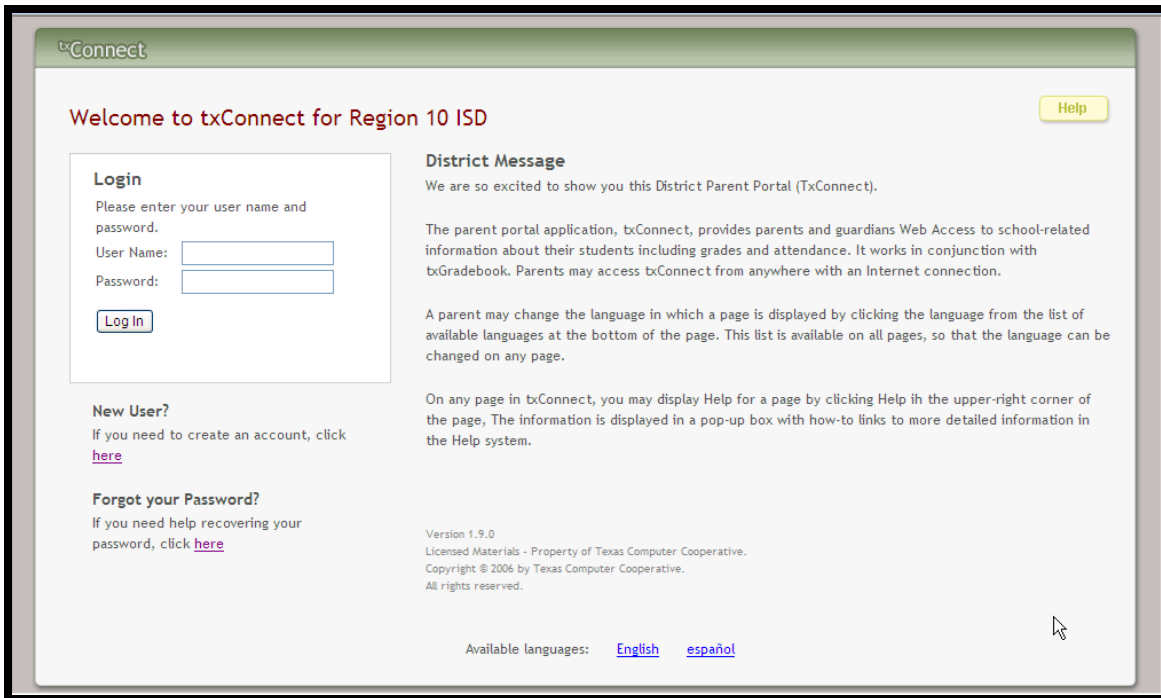 txConnect
Welcome to txConnect for Region 10 ISD
Help
Login
Please enter your user name and
password.
User Name:
Password:
Log In
New User?
If you need to create an account, click
here
Forgot your Password?
If you need help recovering your
password, click here
District Message
We are so excited to show you this District Parent Portal (TxConnect).
The parent portal application, txConnect, provides parents and guardians Web Access to school-related
information about their students including grades and attendance. It works in conjunction with
txGradebook. Parents may access txConnect from anywhere with an Internet connection.
A parent may change the language in which a page is displayed by clicking the language from the list of
available languages at the bottom of the page. This list is available on all pages, so that the language can be
changed on any page.
On any page in txConnect, you may display Help for a page by clicking Help ih the upper-right corner of
the page, The information is displayed in a pop-up box with how-to links to more detailed information in
the Help system.
Version 1.9.0
Licensed Materials - Property of Texas Computer Cooperative.
Copyright © 2006 by Texas Computer Cooperative.
All rights reserved.
Available languages: English español